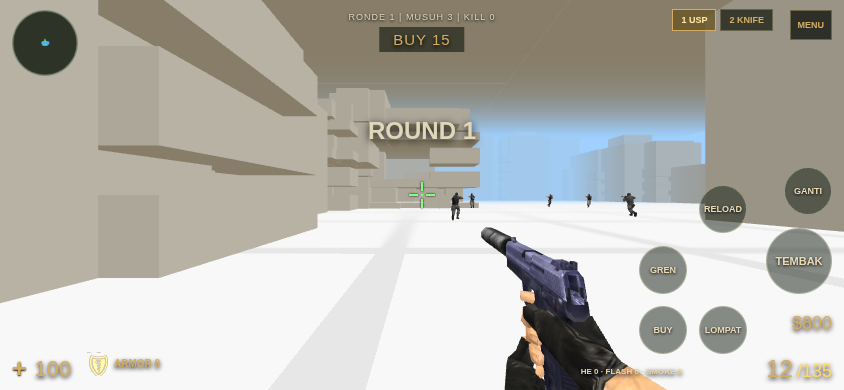 RONDE 1 | MUSUH 3 | KILL 0
BUY 15
1 USP
2 KNIFE
MENU
ROUND 1
GANTI
RELOAD
TEMBAK
GREN
BUY
LOMPAT
$800
+ 100
ARMOR 0
HE 0 · FLASH 0 · SMOKE 0
12 /135